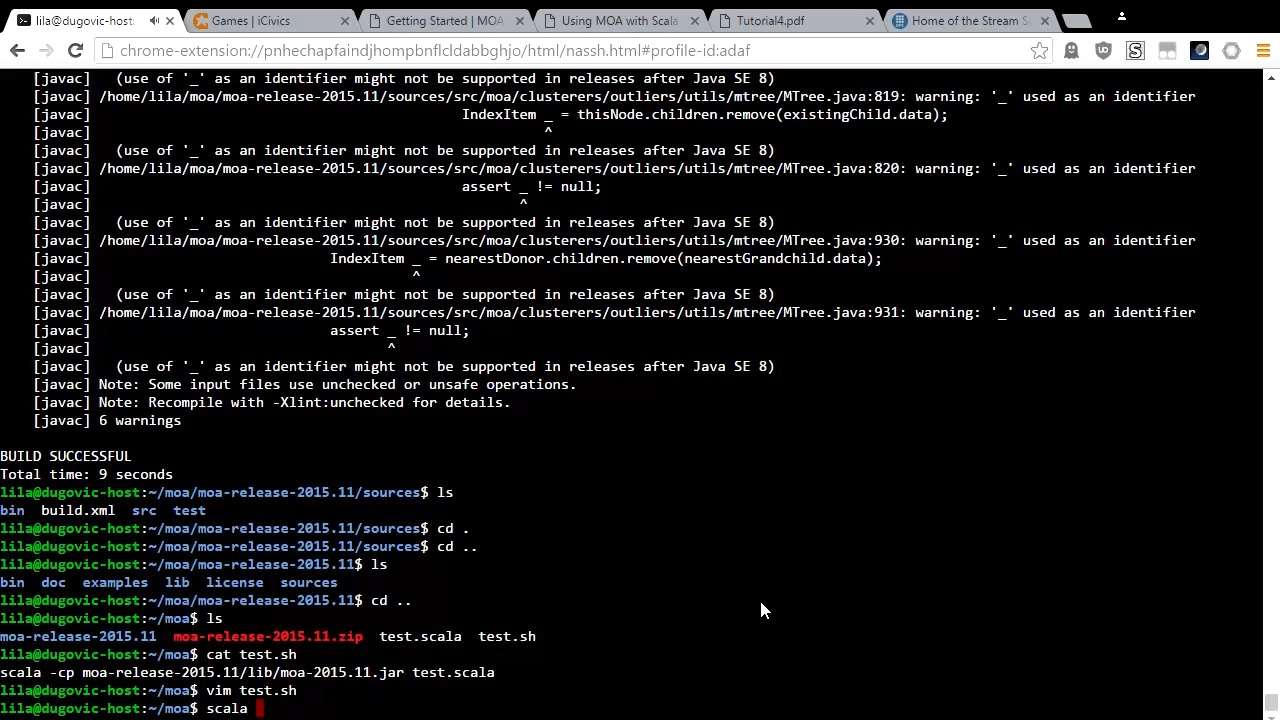 lila@dugovic-host:
Games | iCivics
Getting Started | MOA
Using MOA with Scala
Tutorial4.pdf
Home of the Stream S
chrome-extension://pnhechapfaindjhompbnflcldabbghjo/html/nassh.html#profile-id:adaf
[javac]   (use of '_' as an identifier might not be supported in releases after Java SE 8)
[javac] /home/lila/moa/moa-release-2015.11/sources/src/moa/clusterers/outliers/utils/mtree/MTree.java:819: warning: '_' used as an identifier
[javac] IndexItem _ = thisNode.children.remove(existingChild.data);
[javac] ^
[javac]   (use of '_' as an identifier might not be supported in releases after Java SE 8)
[javac] /home/lila/moa/moa-release-2015.11/sources/src/moa/clusterers/outliers/utils/mtree/MTree.java:820: warning: '_' used as an identifier
[javac] assert _ != null;
[javac] ^
[javac]   (use of '_' as an identifier might not be supported in releases after Java SE 8)
[javac] /home/lila/moa/moa-release-2015.11/sources/src/moa/clusterers/outliers/utils/mtree/MTree.java:930: warning: '_' used as an identifier
[javac] IndexItem _ = nearestDonor.children.remove(nearestGrandchild.data);
[javac] ^
[javac]   (use of '_' as an identifier might not be supported in releases after Java SE 8)
[javac] /home/lila/moa/moa-release-2015.11/sources/src/moa/clusterers/outliers/utils/mtree/MTree.java:931: warning: '_' used as an identifier
[javac] assert _ != null;
[javac] ^
[javac]   (use of '_' as an identifier might not be supported in releases after Java SE 8)
[javac] Note: Some input files use unchecked or unsafe operations.
[javac] Note: Recompile with -Xlint:unchecked for details.
[javac] 6 warnings
BUILD SUCCESSFUL
Total time: 9 seconds
lila@dugovic-host:~/moa/moa-release-2015.11/sources$ ls
bin  build.xml  src  test
lila@dugovic-host:~/moa/moa-release-2015.11/sources$ cd .
lila@dugovic-host:~/moa/moa-release-2015.11/sources$ cd ..
lila@dugovic-host:~/moa/moa-release-2015.11$ ls
bin  doc  examples  lib  license  sources
lila@dugovic-host:~/moa/moa-release-2015.11$ cd ..
lila@dugovic-host:~/moa$ ls
moa-release-2015.11  moa-release-2015.11.zip  test.scala  test.sh
lila@dugovic-host:~/moa$ cat test.sh
scala -cp moa-release-2015.11/lib/moa-2015.11.jar test.scala
lila@dugovic-host:~/moa$ vim test.sh
lila@dugovic-host:~/moa$ scala